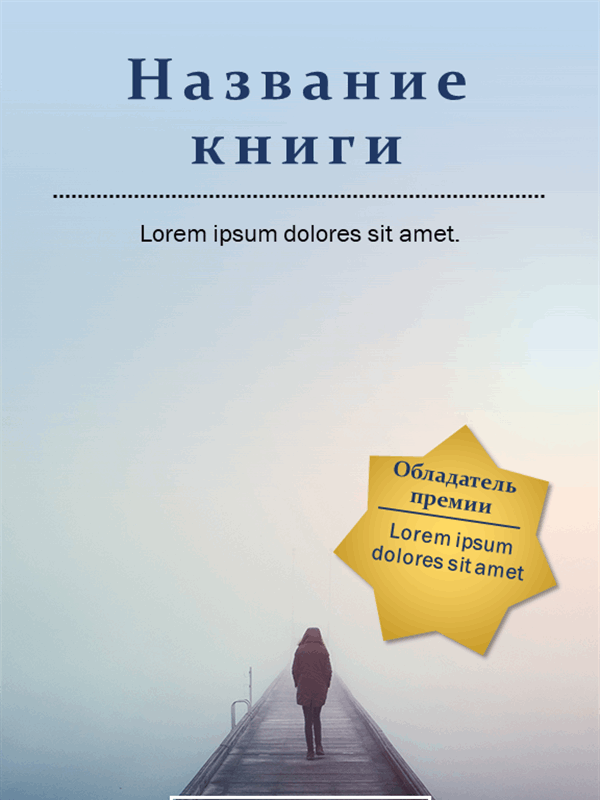 Название
книги
Lorem ipsum dolores sit amet.
Обладатель
премии
Lorem ipsum
dolores sit amet